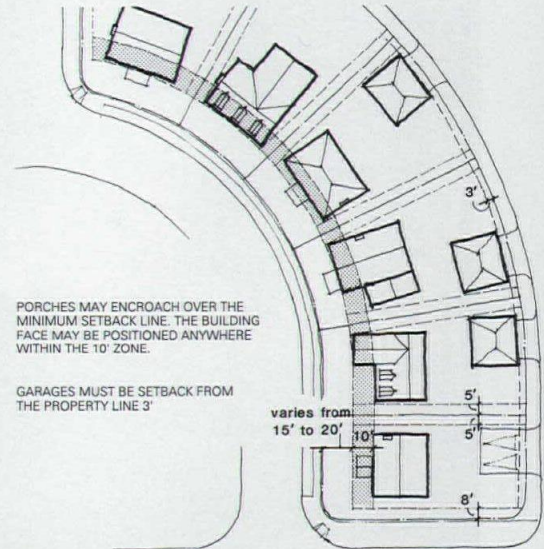 3'
PORCHES MAY ENCROACH OVER THE
MINIMUM SETBACK LINE. THE BUILDING
FACE MAY BE POSITIONED ANYWHERE
WITHIN THE 10' ZONE.
GARAGES MUST BE SETBACK FROM
THE PROPERTY LINE 3'
varies from
15' to 20'
10'
5'
5'
8'